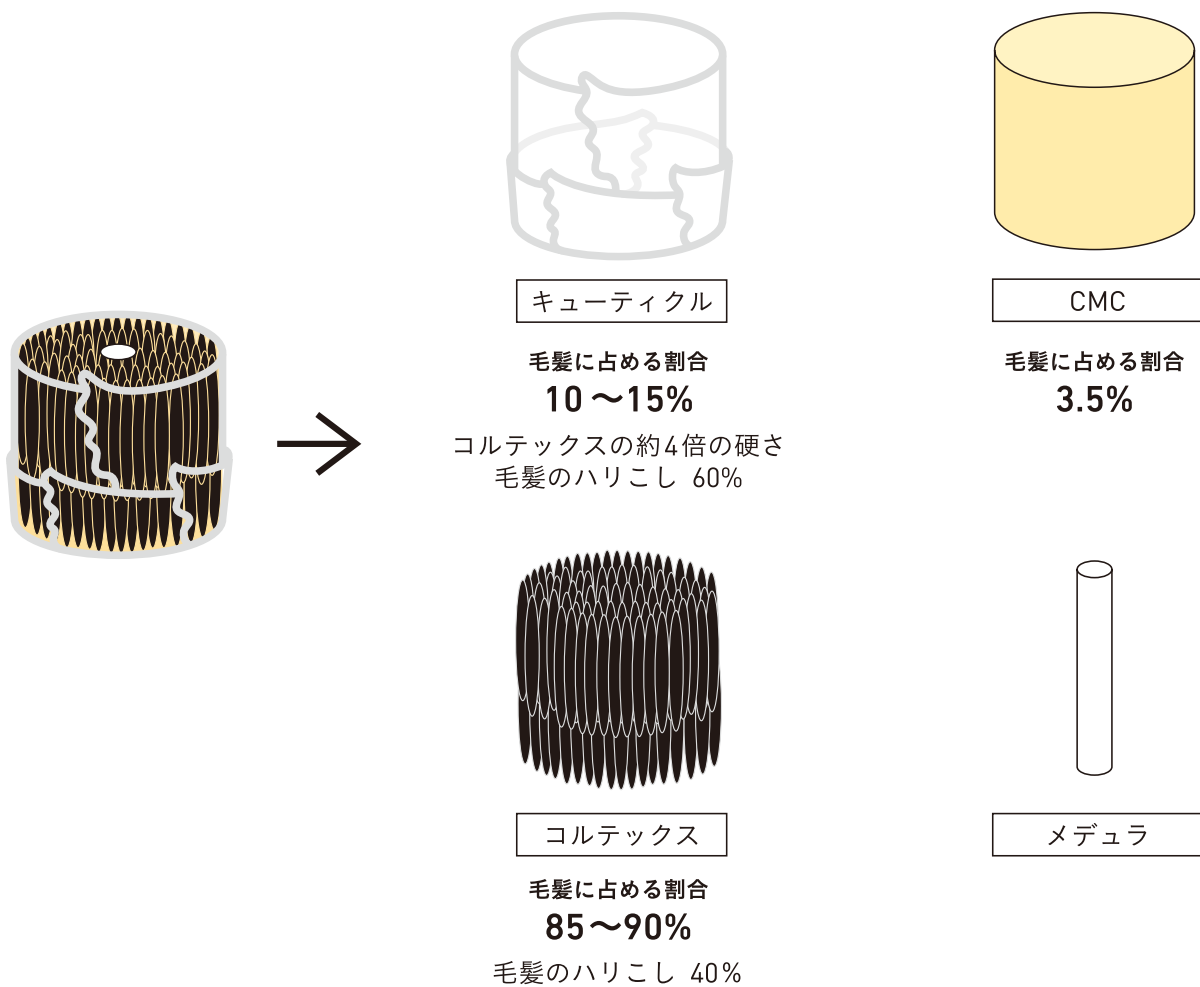 キューティクル
毛髪に占める割合
10〜15%
コルテックスの約4倍の硬さ
毛髪のハリこし 60%
CMC
毛髪に占める割合
3.5%
コルテックス
毛髪に占める割合
85〜90%
毛髪のハリこし 40%
メデュラ